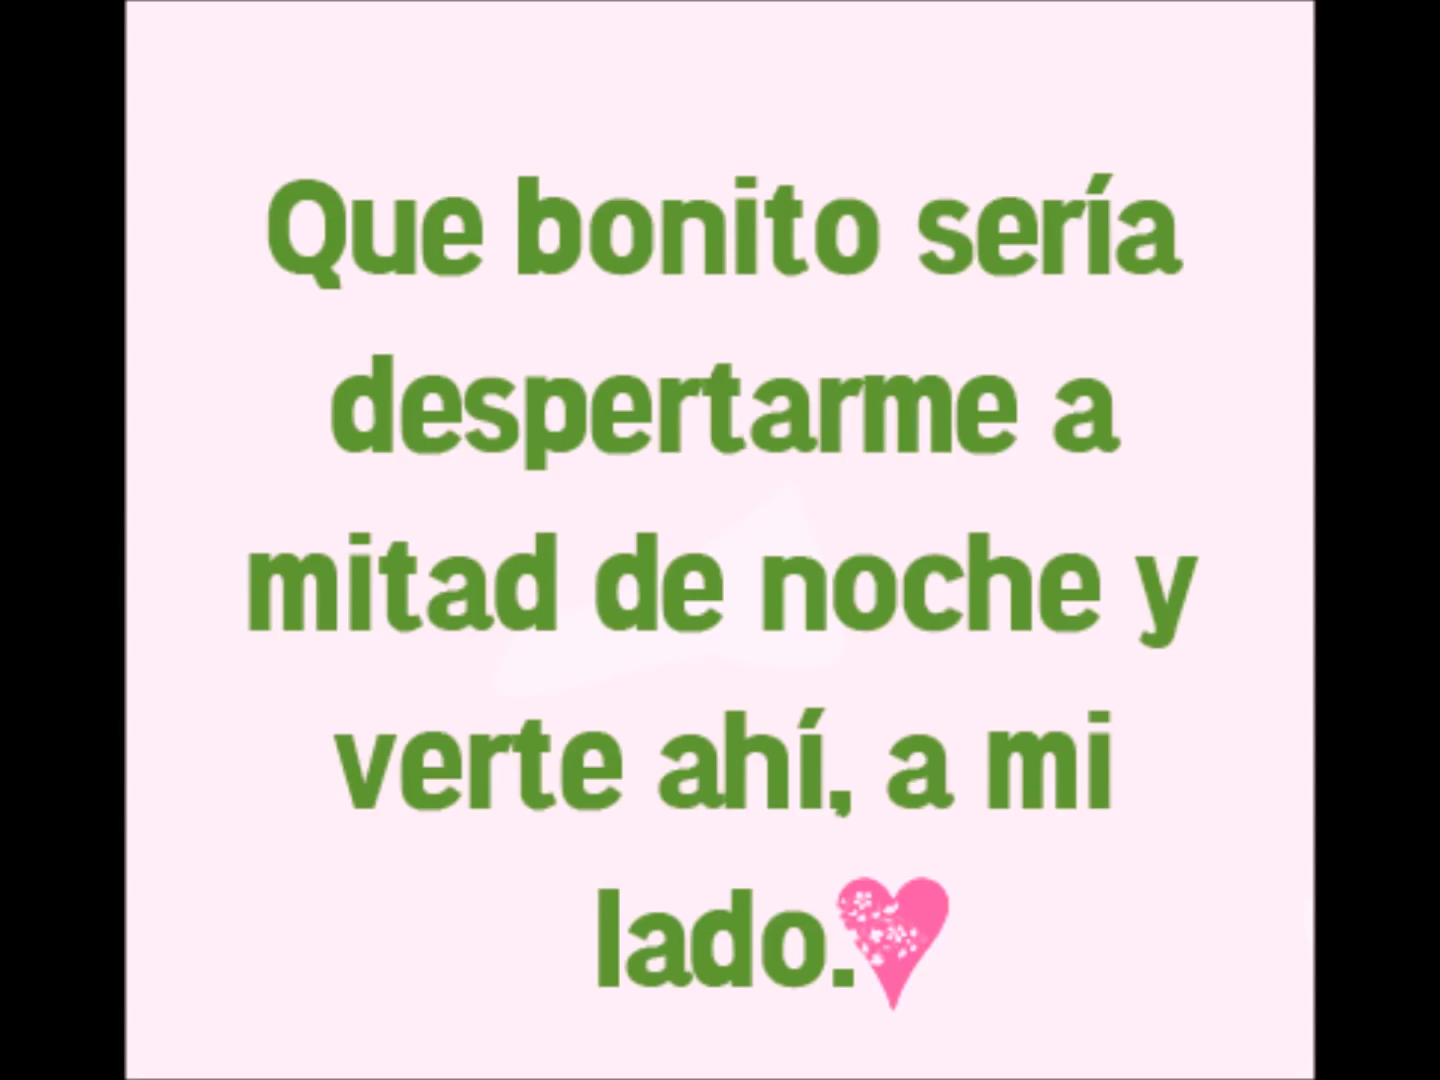 Que bonito sería
despertarme a
mitad de noche y
verte ahí, a mi
lado.